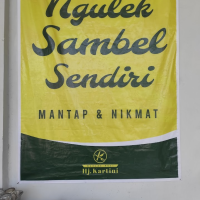 Ngulek
Sambel
Sendiri
MANTAP & NIKMAT
Hj. Kartini